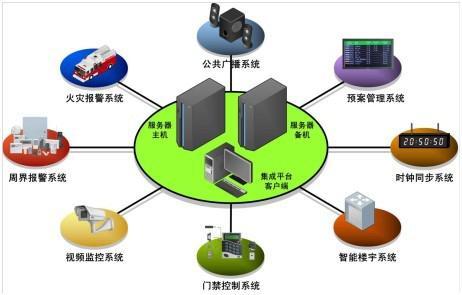 公共广播系统
火灾报警系统
预案管理系统
服务器
主机
服务器
备机
20:50:50
周界报警系统
集成平台
客户端
时钟同步系统
视频监控系统
智能楼宇系统
门禁控制系统